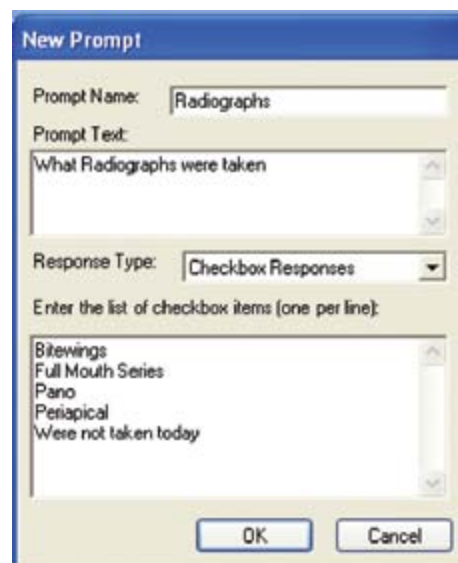 New Prompt
Prompt Name: Radiographs
Prompt Text:
What Radiographs were taken
Response Type: Checkbox Responses
Enter the list of checkbox items (one per line):
Bitewings
Full Mouth Series
Pano
Periapical
Were not taken today
OK Cancel